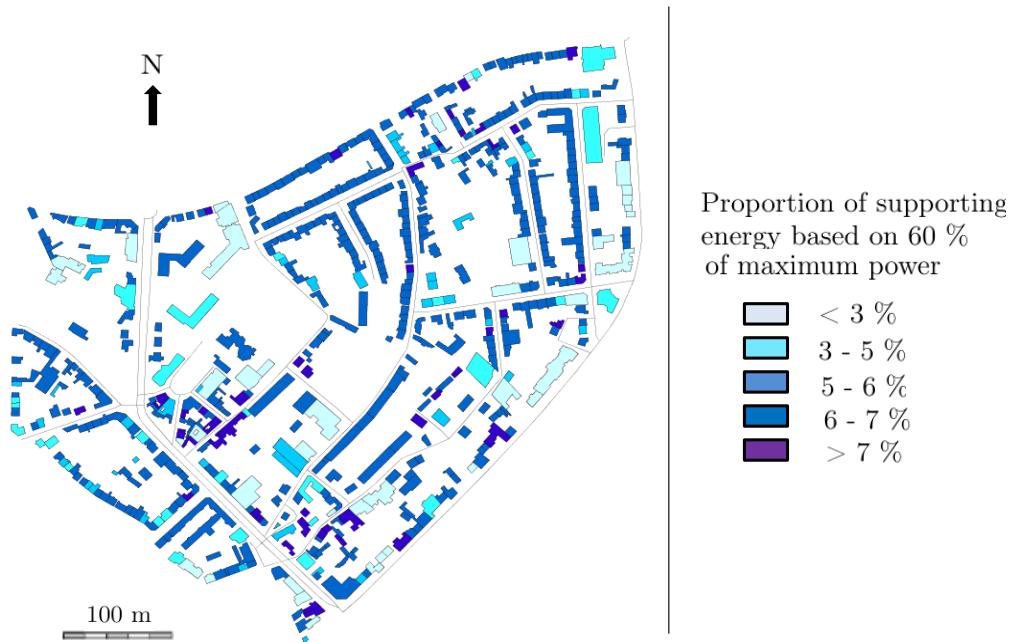 N
100 m
Proportion of supporting
energy based on 60 %
of maximum power
< 3 %
3 - 5 %
5 - 6 %
6 - 7 %
> 7 %